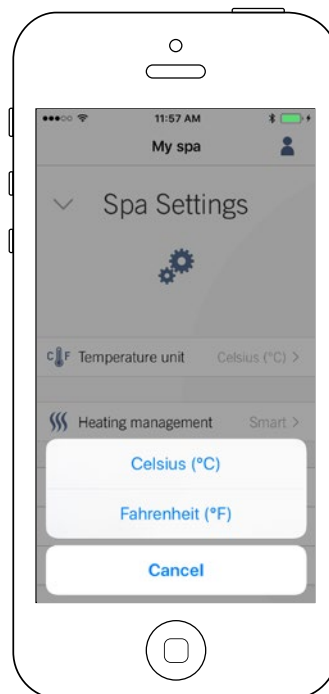 11:57 AM
My spa
Spa Settings
C F Temperature unit Celsius (°C) >
Heating management Smart >
Celsius (°C)
Fahrenheit (°F)
Cancel